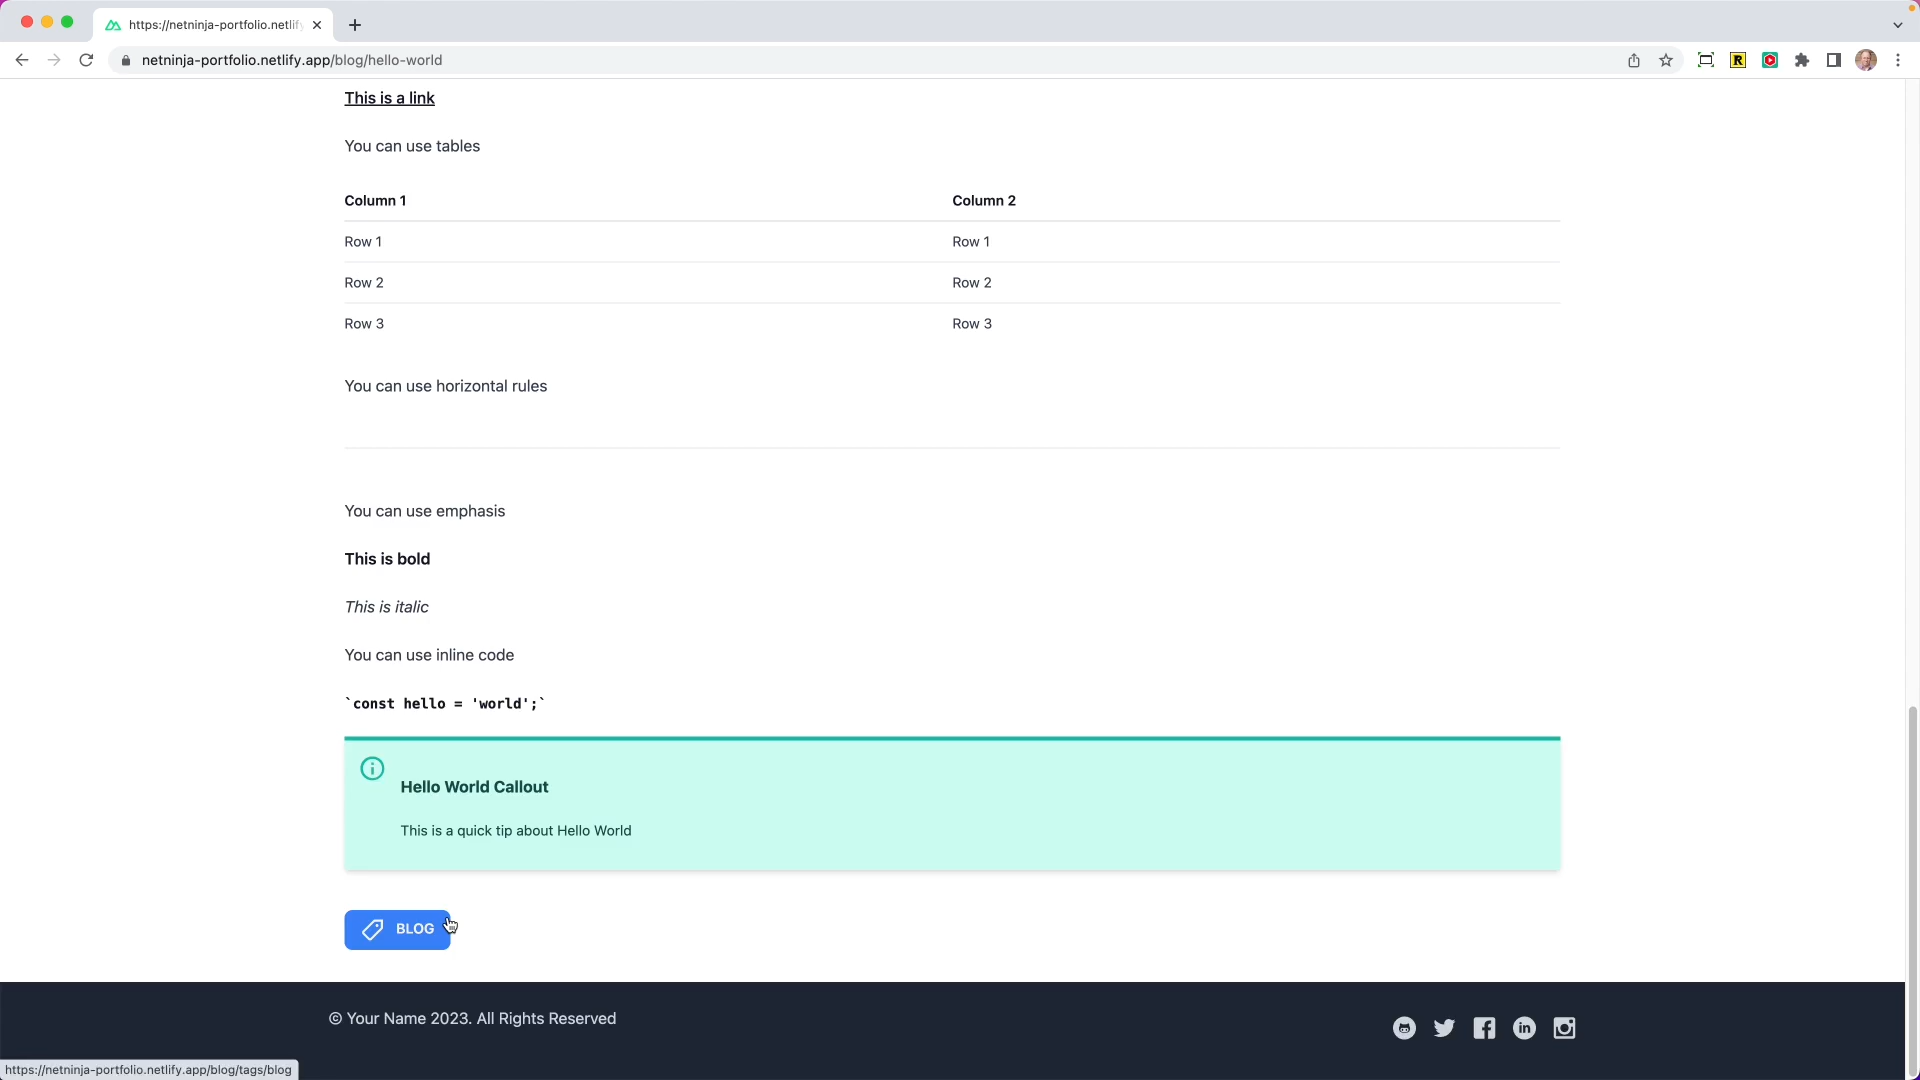 https://netninja-portfolio.netlify
netninja-portfolio.netlify.app/blog/hello-world
This is a link
You can use tables
Column 1 Column 2
Row 1 Row 1
Row 2 Row 2
Row 3 Row 3
You can use horizontal rules
You can use emphasis
This is bold
This is italic
You can use inline code
`const hello = 'world';`
Hello World Callout
This is a quick tip about Hello World
BLOG
© Your Name 2023. All Rights Reserved
https://netninja-portfolio.netlify.app/blog/tags/blog